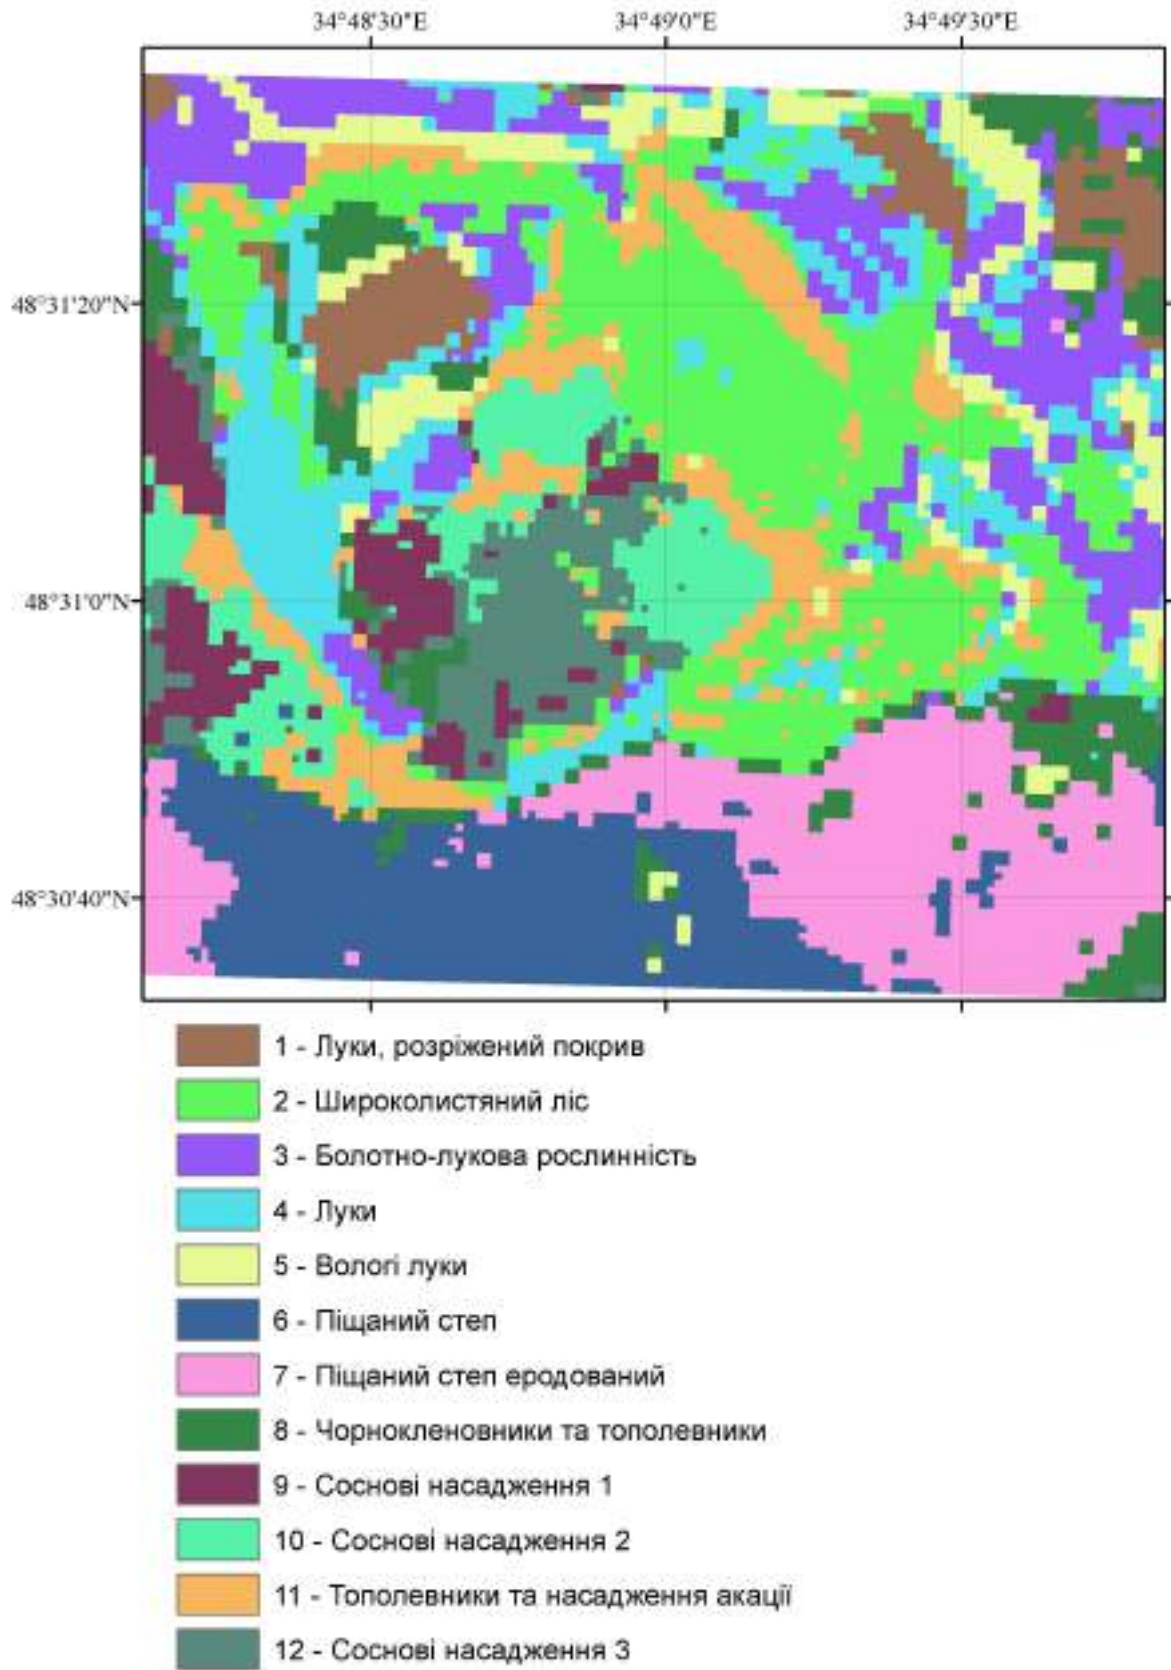 34°48'30"E
34°49'0"E
34°49'30"E
48°31'20"N
48°31'0"N
48°30'40"N
1 - Луки, розріжений покрив
2 - Широколистяний ліс
3 - Болотно-лукова рослинність
4 - Луки
5 - Вологі луки
6 - Піщаний степ
7 - Піщаний степ еродований
8 - Чорнокленовники та тополевники
9 - Соснові насадження 1
10 - Соснові насадження 2
11 - Тополевники та насадження акації
12 - Соснові насадження 3